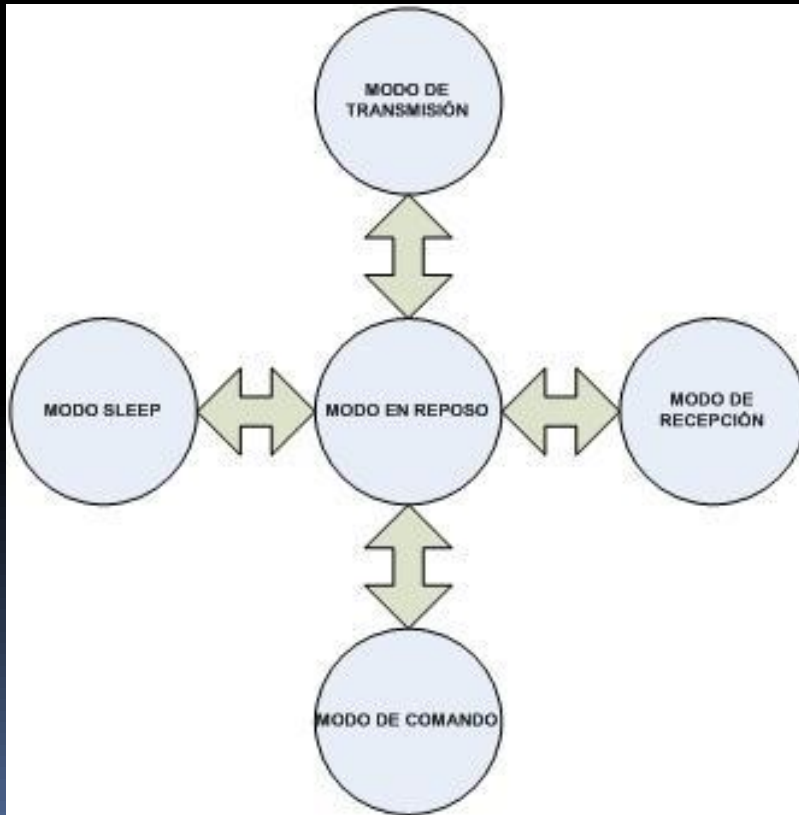 MODO DE
TRANSMISIÓN
MODO SLEEP
MODO EN REPOSO
MODO DE
RECEPCIÓN
MODO DE COMANDO